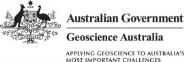 Australian Government
Geoscience Australia
APPLYING GEOSCIENCE TO AUSTRALIA'S
MOST IMPORTANT CHALLENGES